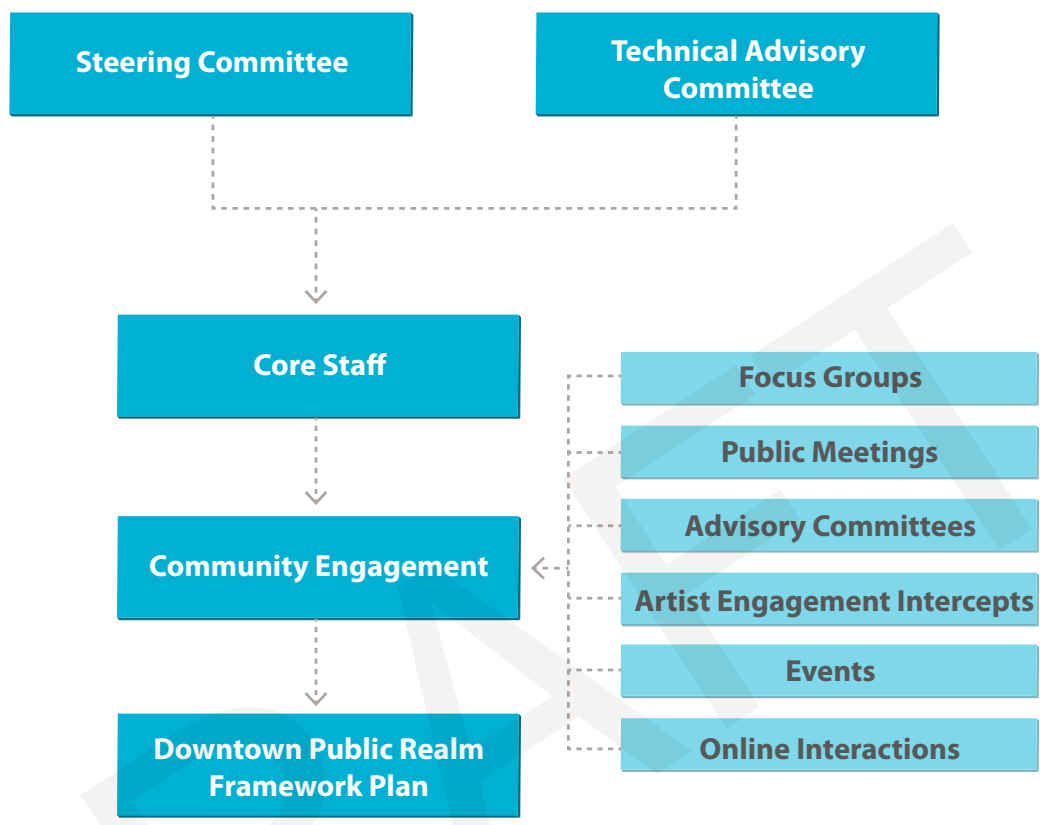 Steering Committee
Technical Advisory
Committee
Core Staff
Community Engagement
Downtown Public Realm
Framework Plan
Focus Groups
Public Meetings
Advisory Committees
Artist Engagement Intercepts
Events
Online Interactions
DRAFT